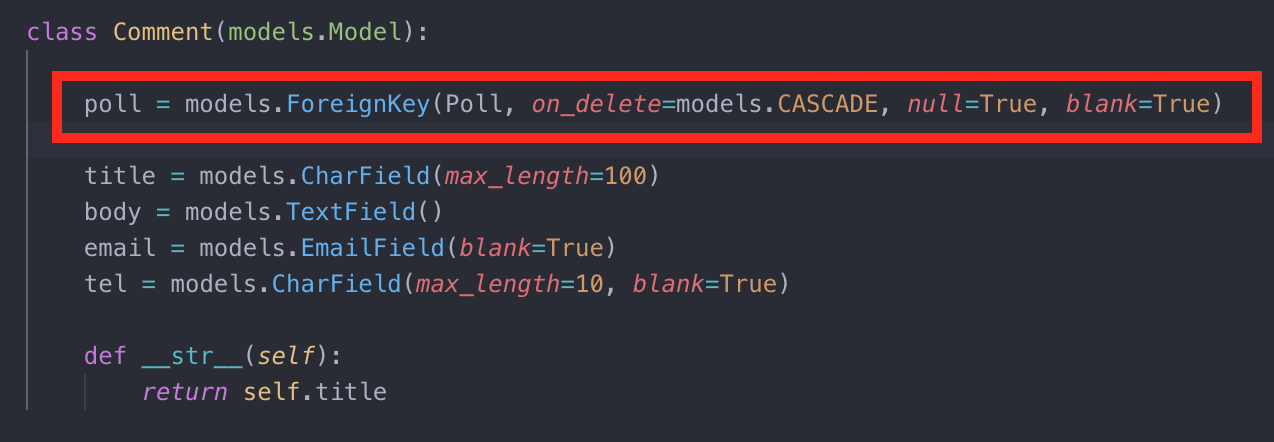 class Comment(models.Model):
poll = models.ForeignKey(Poll, on_delete=models.CASCADE, null=True, blank=True)
title = models.CharField(max_length=100)
body = models.TextField()
email = models.EmailField(blank=True)
tel = models.CharField(max_length=10, blank=True)
def __str__(self):
return self.title